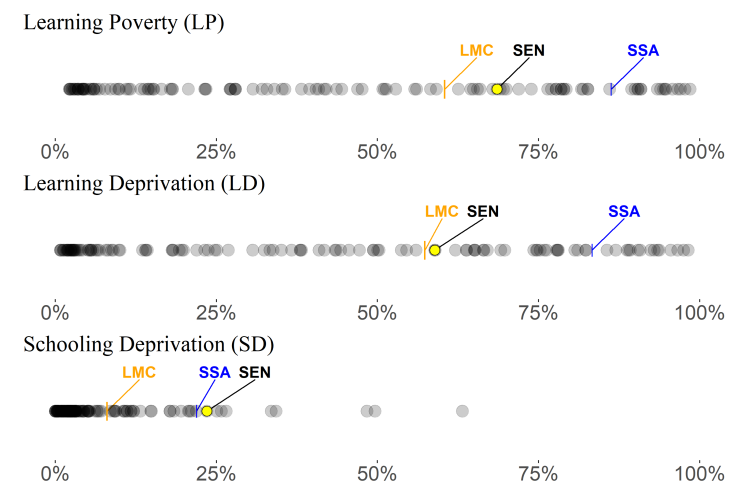 Learning Poverty (LP)
LMC SEN SSA
0% 25% 50% 75% 100%
Learning Deprivation (LD)
LMC SEN SSA
0% 25% 50% 75% 100%
Schooling Deprivation (SD)
LMC SSA SEN
0% 25% 50% 75% 100%